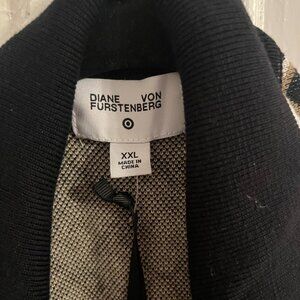 DIANE VON
FURSTENBERG
XXL
MADE IN
CHINA